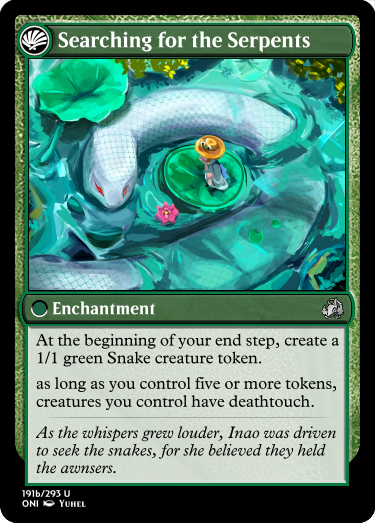 Searching for the Serpents
Enchantment
At the beginning of your end step, create a
1/1 green Snake creature token.
as long as you control five or more tokens,
creatures you control have deathtouch.
As the whispers grew louder, Inao was driven
to seek the snakes, for she believed they held
the awnsers.
191b/293 U
ONI Yuhel